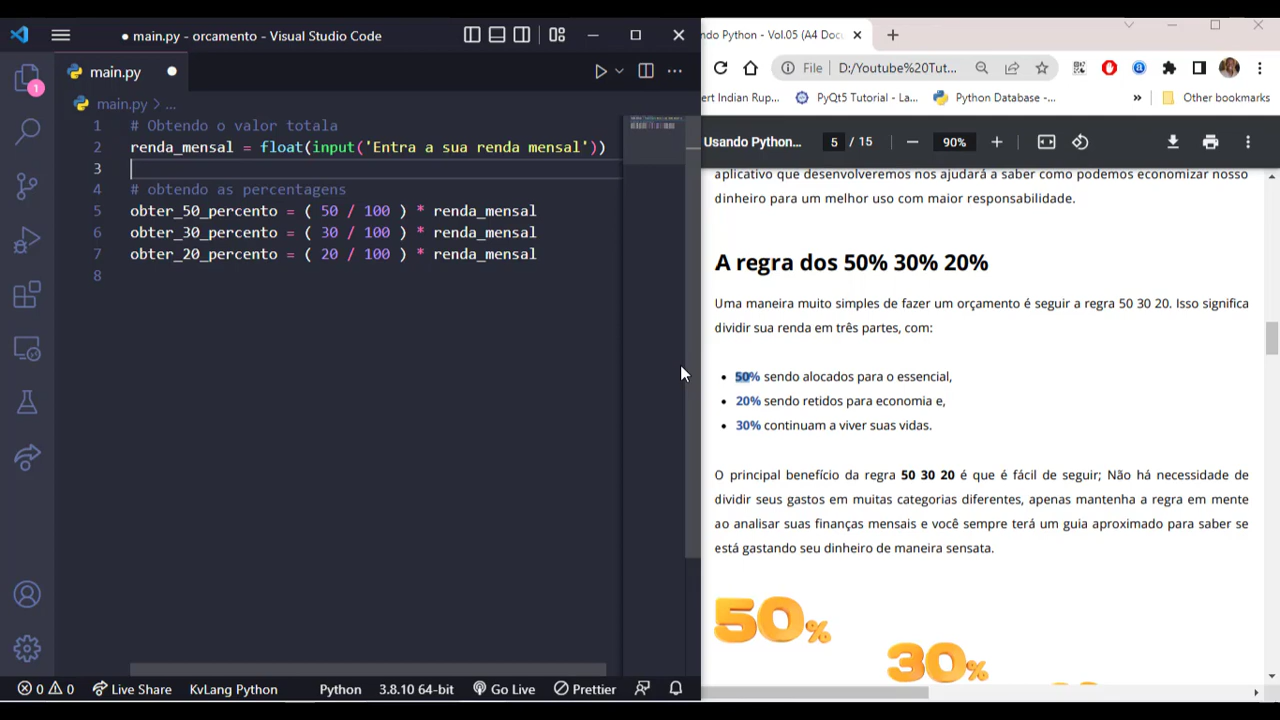 main.py - orcamento - Visual Studio Code
main.py
1
main.py > ...
1 # Obtendo o valor totala
2 renda_mensal = float(input('Entra a sua renda mensal'))
3
4 # obtendo as percentagens
5 obter_50_percento = ( 50 / 100 ) * renda_mensal
6 obter_30_percento = ( 30 / 100 ) * renda_mensal
7 obter_20_percento = ( 20 / 100 ) * renda_mensal
8
0 0 Live Share KvLang Python Python 3.8.10 64-bit Go Live Prettier
ndo Python - Vol.05 (A4 Docu
File D:/Youtube%20Tut...
ert Indian Rup... PyQt5 Tutorial - La... Python Database -... » Other bookmarks
Usando Python... 5 / 15 90%
aplicativo que desenvolveremos nos ajudará a saber como podemos economizar nosso
dinheiro para um melhor uso com maior responsabilidade.
A regra dos 50% 30% 20%
Uma maneira muito simples de fazer um orçamento é seguir a regra 50 30 20. Isso significa
dividir sua renda em três partes, com:
• 50% sendo alocados para o essencial,
• 20% sendo retidos para economia e,
• 30% continuam a viver suas vidas.
O principal benefício da regra 50 30 20 é que é fácil de seguir; Não há necessidade de
dividir seus gastos em muitas categorias diferentes, apenas mantenha a regra em mente
ao analisar suas finanças mensais e você sempre terá um guia aproximado para saber se
está gastando seu dinheiro de maneira sensata.
50%
30%